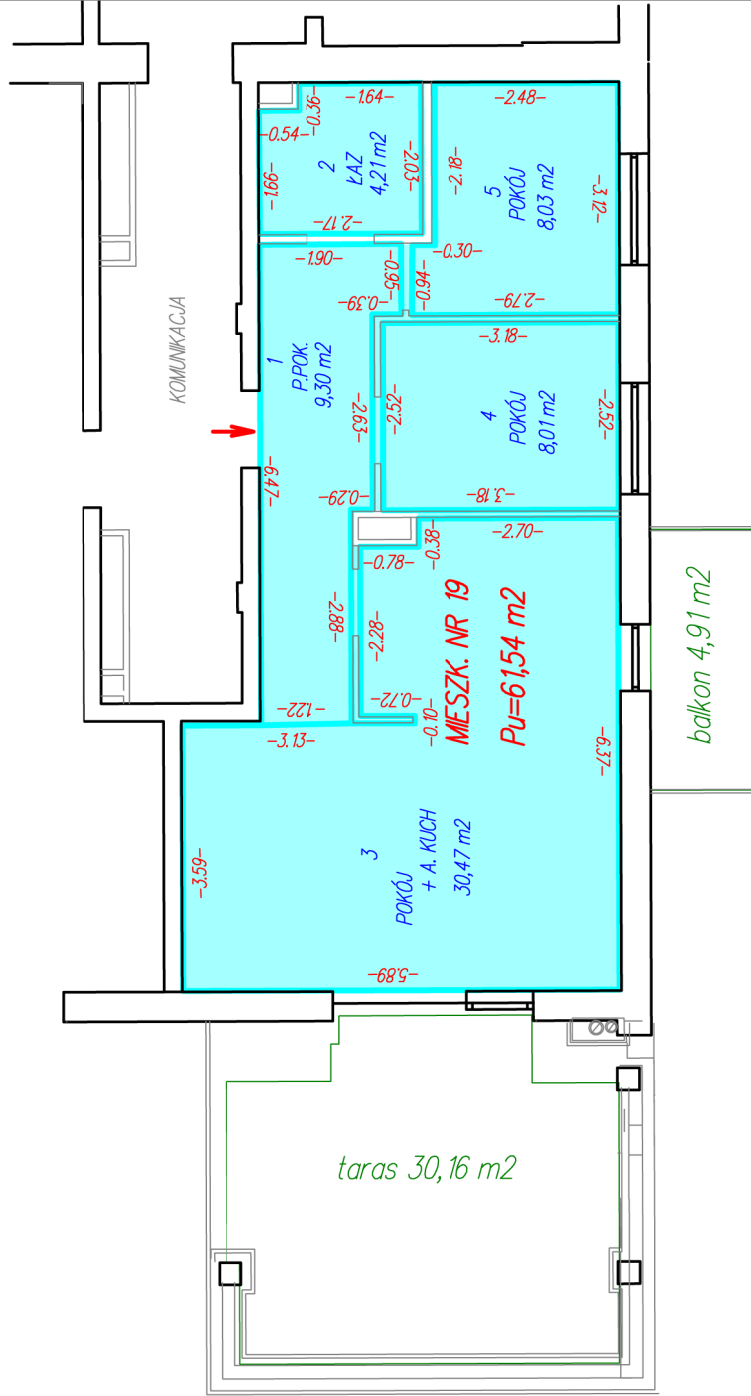 -1.64-
-0.36-
-0.54-
-1.99-
2
ŁAZ
4,21 m2
-2.03-
-2.17-
-2.48-
-2.18-
5
POKÓJ
8,03 m2
-3.12-
-0.30-
-0.94-
-2.79-
-1.90-
-0.95-
-0.39-
KOMUNIKACJA
1
P.POK.
9,30 m2
-2.63-
-6.47-
-0.29-
-3.18-
-2.52-
4
POKÓJ
8,01 m2
-2.52-
-3.18-
-2.70-
-0.38-
-0.78-
-2.88-
-2.28-
-0.72-
-0.10-
-1.22-
-3.13-
MIESZK. NR 19
Pu=61,54 m2
-6.37-
balkon 4,91 m2
-3.59-
3
POKÓJ
+ A. KUCH
30,47 m2
-5.89-
taras 30,16 m2